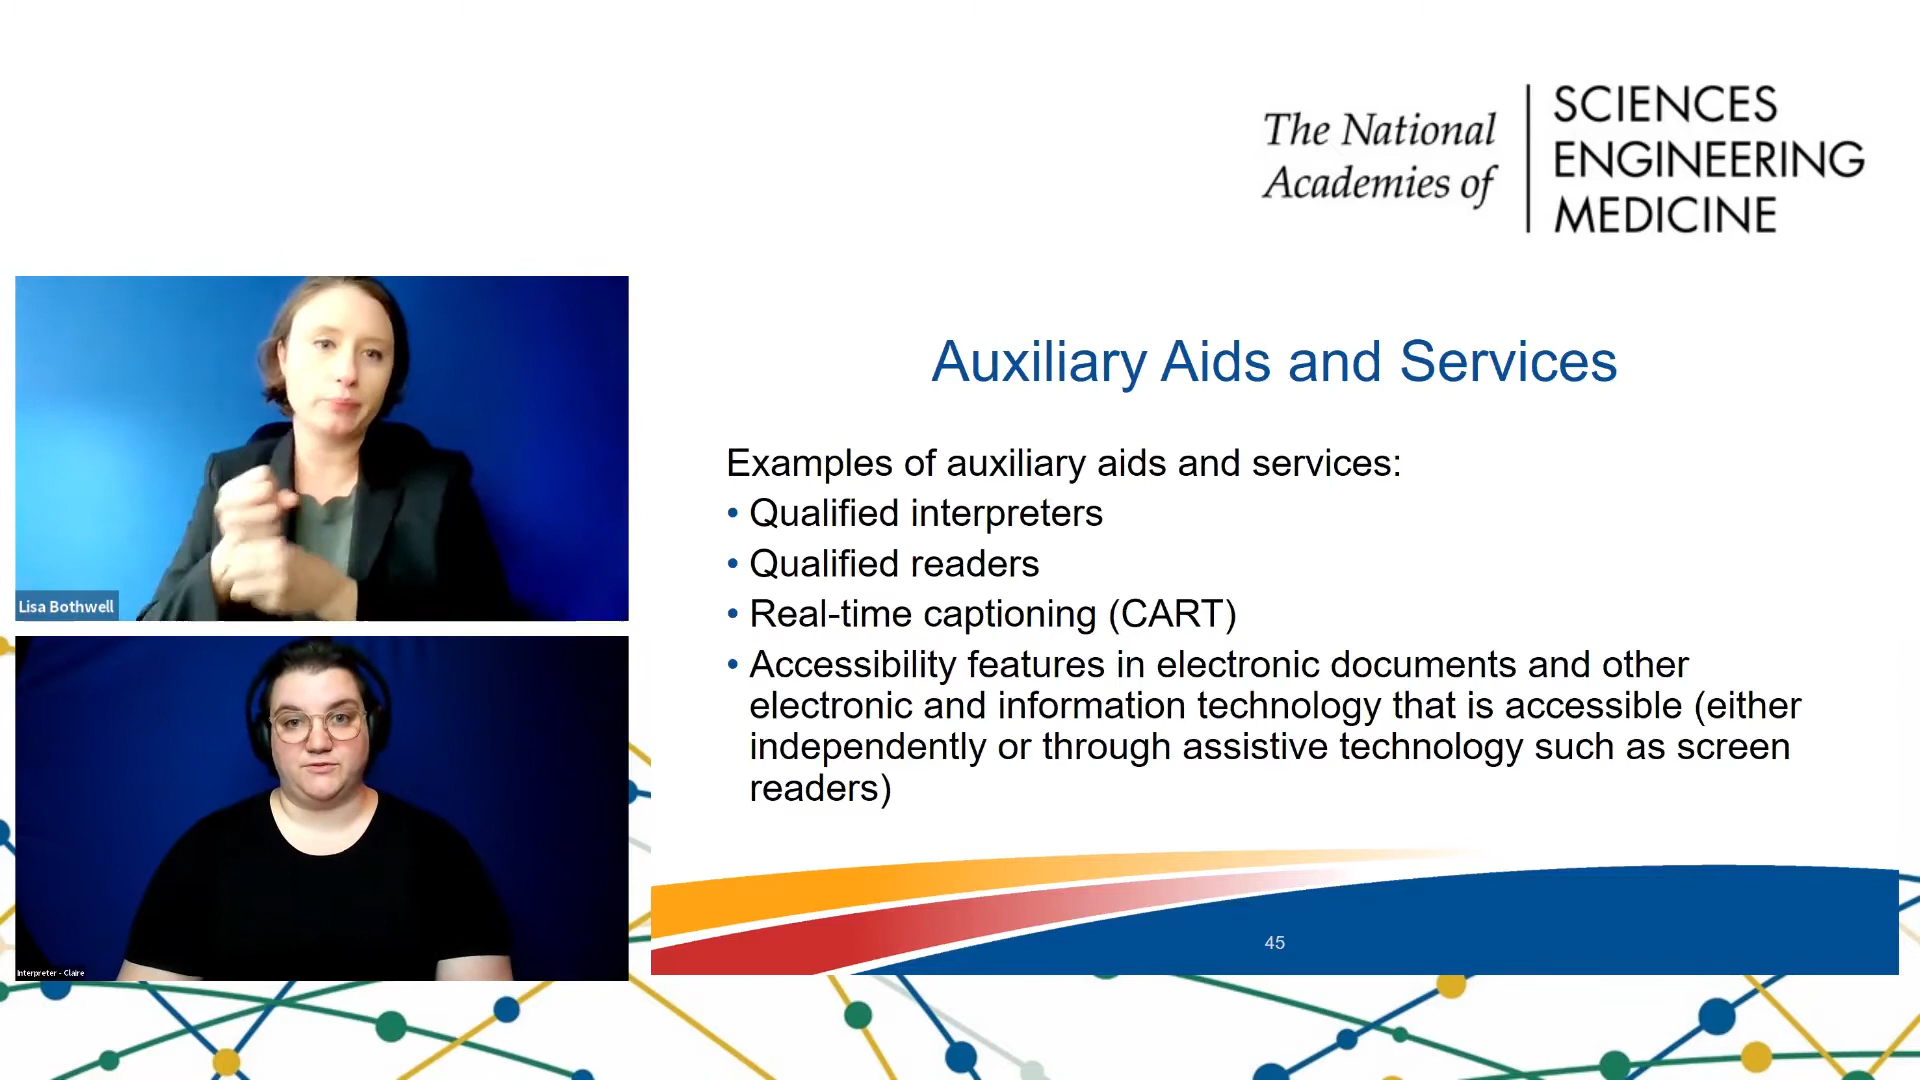 The National
Academies of
SCIENCES
ENGINEERING
MEDICINE
Lisa Bothwell
Interpreter - Claire
Auxiliary Aids and Services
Examples of auxiliary aids and services:
• Qualified interpreters
• Qualified readers
• Real-time captioning (CART)
• Accessibility features in electronic documents and other
electronic and information technology that is accessible (either
independently or through assistive technology such as screen
readers)
45